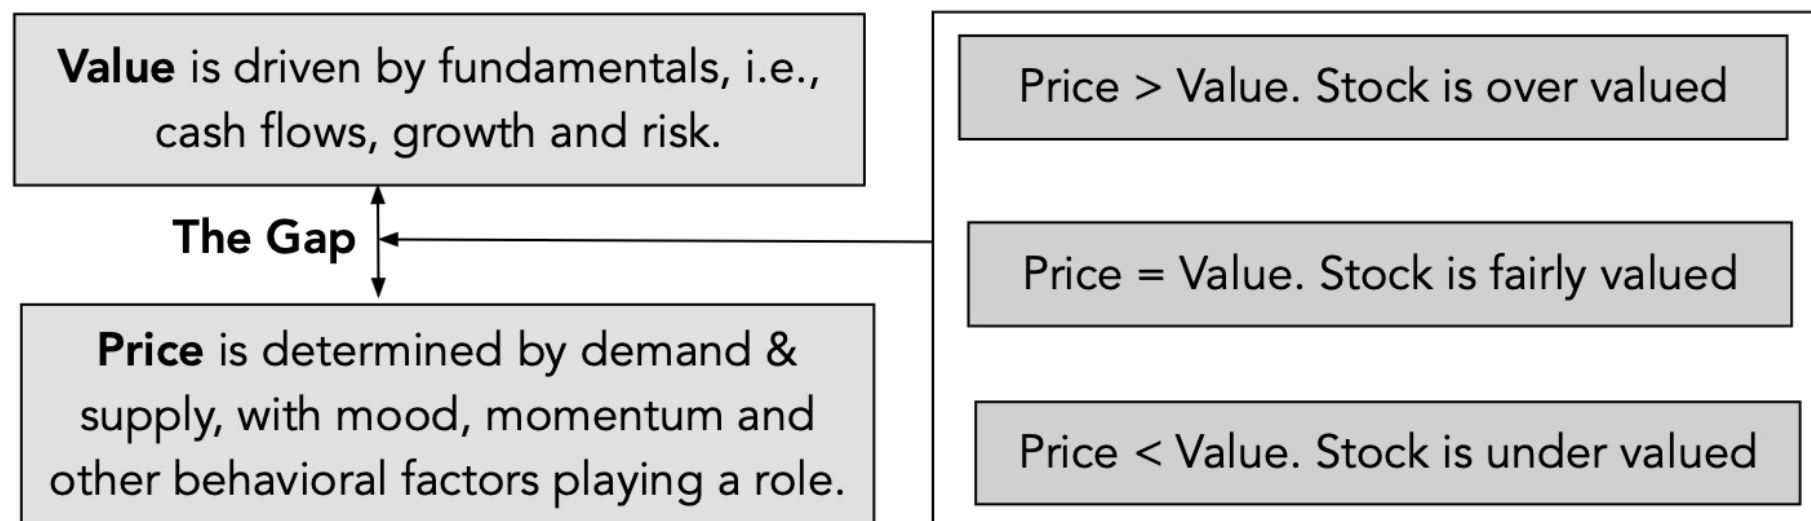 Value is driven by fundamentals, i.e.,
cash flows, growth and risk.
The Gap
Price is determined by demand &
supply, with mood, momentum and
other behavioral factors playing a role.
Price > Value. Stock is over valued
Price = Value. Stock is fairly valued
Price < Value. Stock is under valued